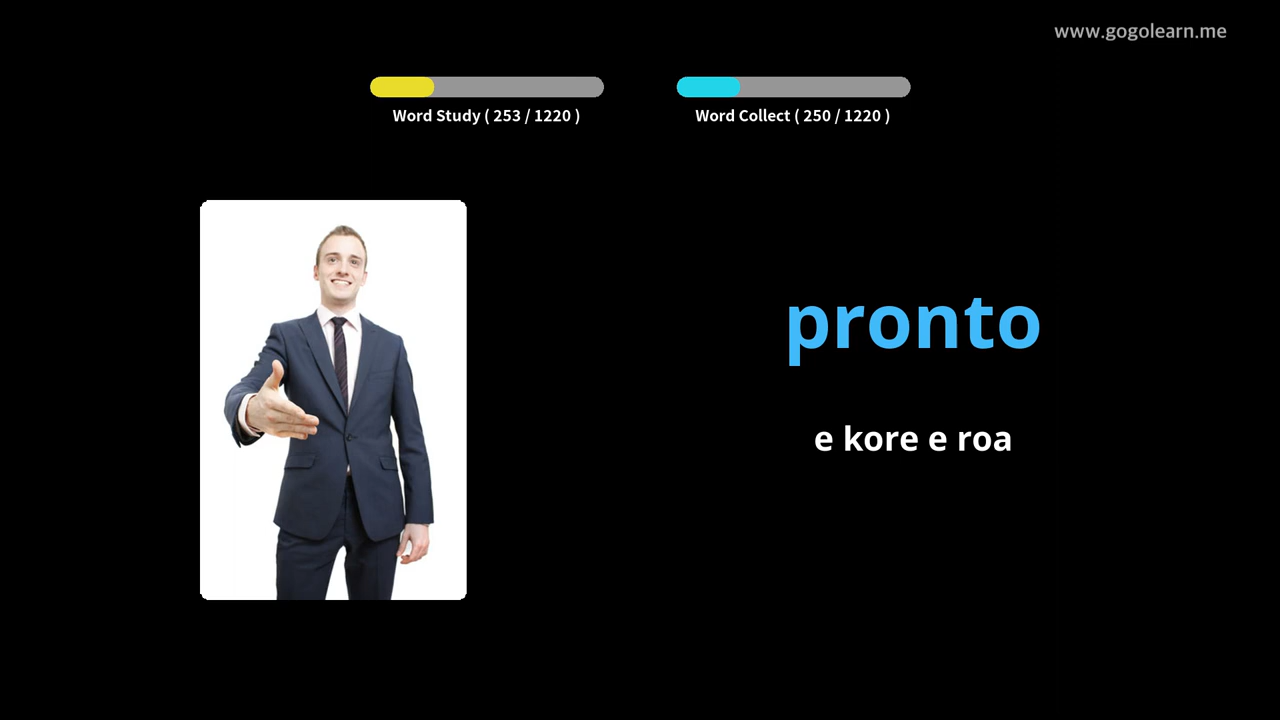 www.gogolearn.me
Word Study ( 253 / 1220 )
Word Collect ( 250 / 1220 )
pronto
e kore e roa